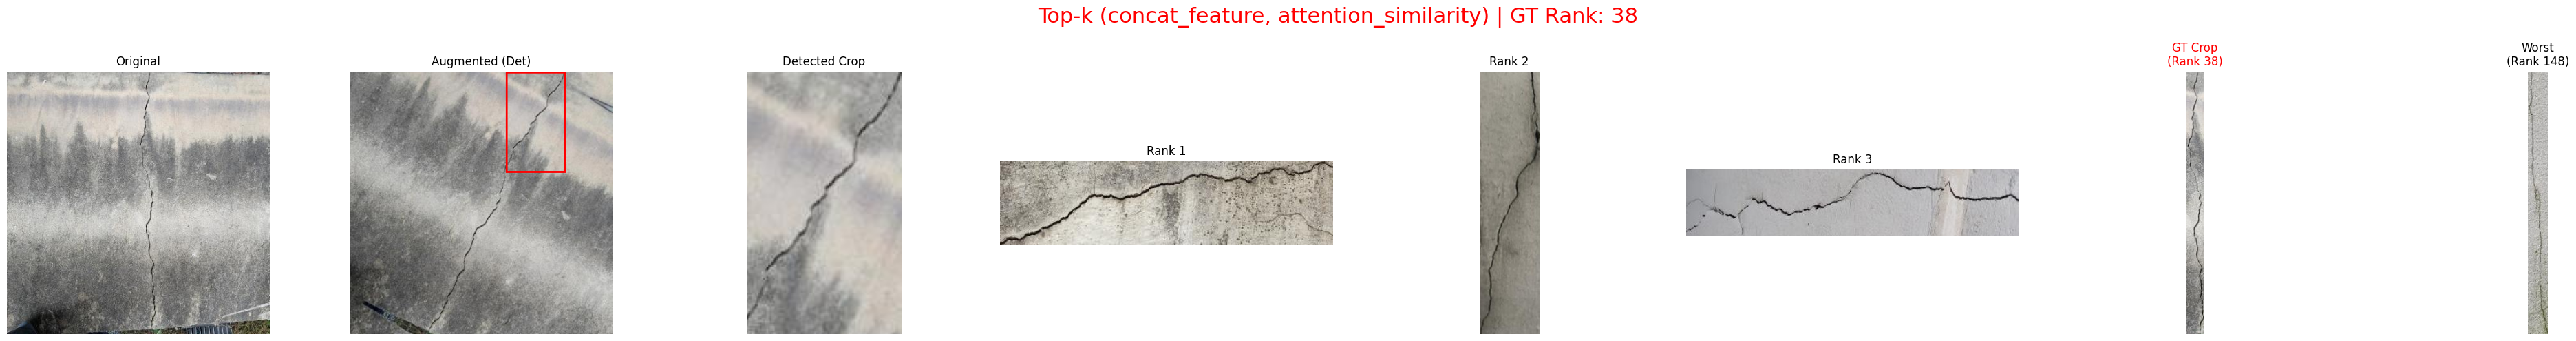 Top-k (concat_feature, attention_similarity) | GT Rank: 38
Original
Augmented (Det)
Detected Crop
Rank 1
Rank 2
Rank 3
GT Crop
(Rank 38)
Worst
(Rank 148)